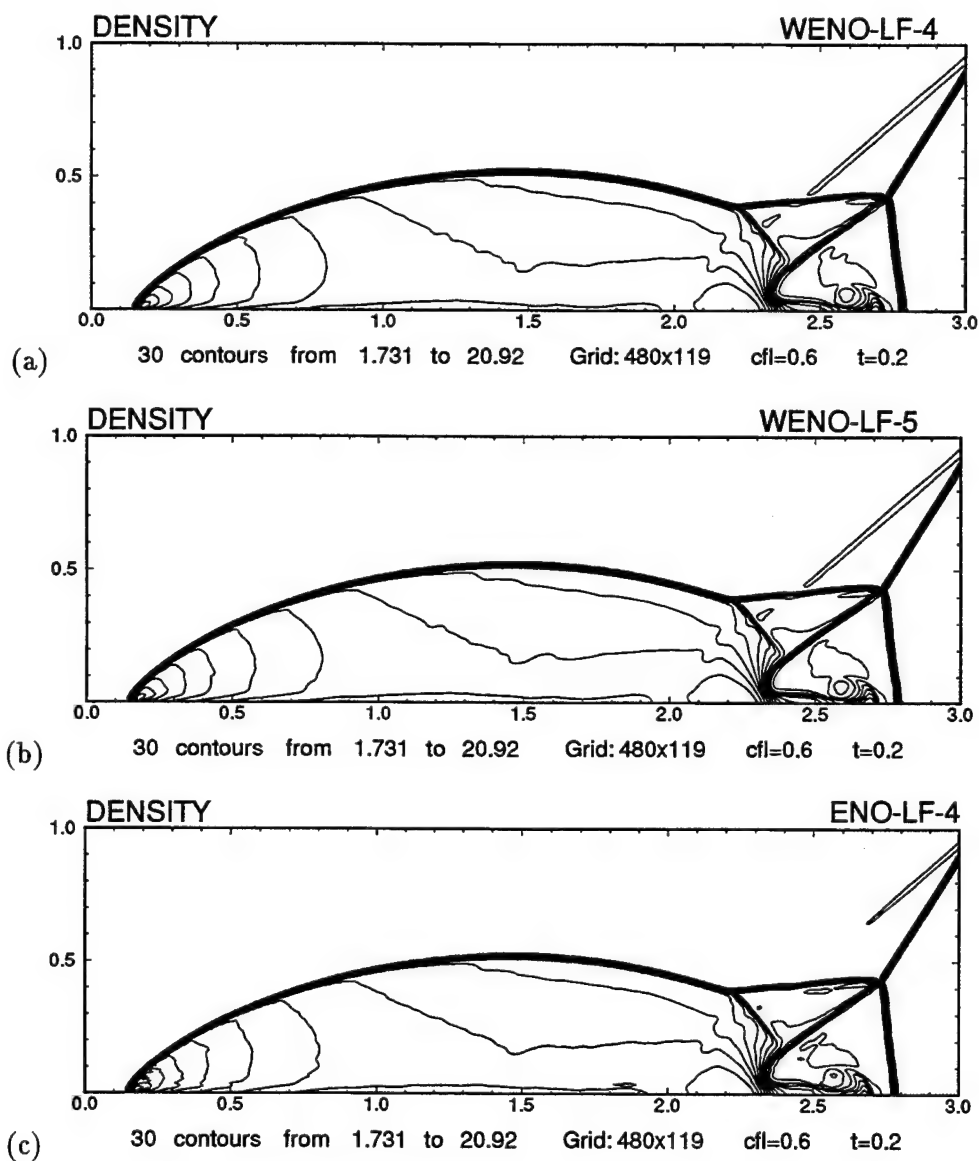 DENSITY WENO-LF-4
1.0
0.5
0.0 0.5 1.0 1.5 2.0 2.5 3.0
(a) 30 contours from 1.731 to 20.92 Grid: 480x119 cfl=0.6 t=0.2
DENSITY WENO-LF-5
1.0
0.5
0.0 0.5 1.0 1.5 2.0 2.5 3.0
(b) 30 contours from 1.731 to 20.92 Grid: 480x119 cfl=0.6 t=0.2
DENSITY ENO-LF-4
1.0
0.5
0.0 0.5 1.0 1.5 2.0 2.5 3.0
(c) 30 contours from 1.731 to 20.92 Grid: 480x119 cfl=0.6 t=0.2